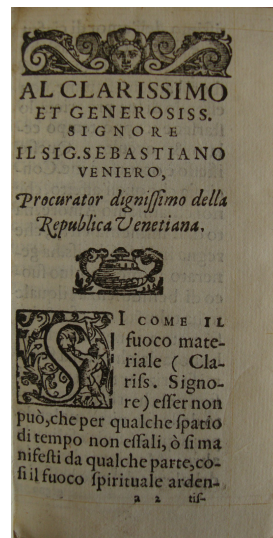 AL CLARISSIMO
ET GENEROSISS.
SIGNORE
IL SIG. SEBASTIANO
VENIERO,
Procurator digniſſimo della
Republica Venetiana.
SI COME IL
fuoco mate-
riale ( Cla-
riſſ. Signo-
re) eſſer non
può, che per qualche ſpatio
di tempo non eſſali, ò ſi ma
nifeſti da qualche parte, co-
ſi il fuoco ſpirituale arden-
a 2 tiſ-